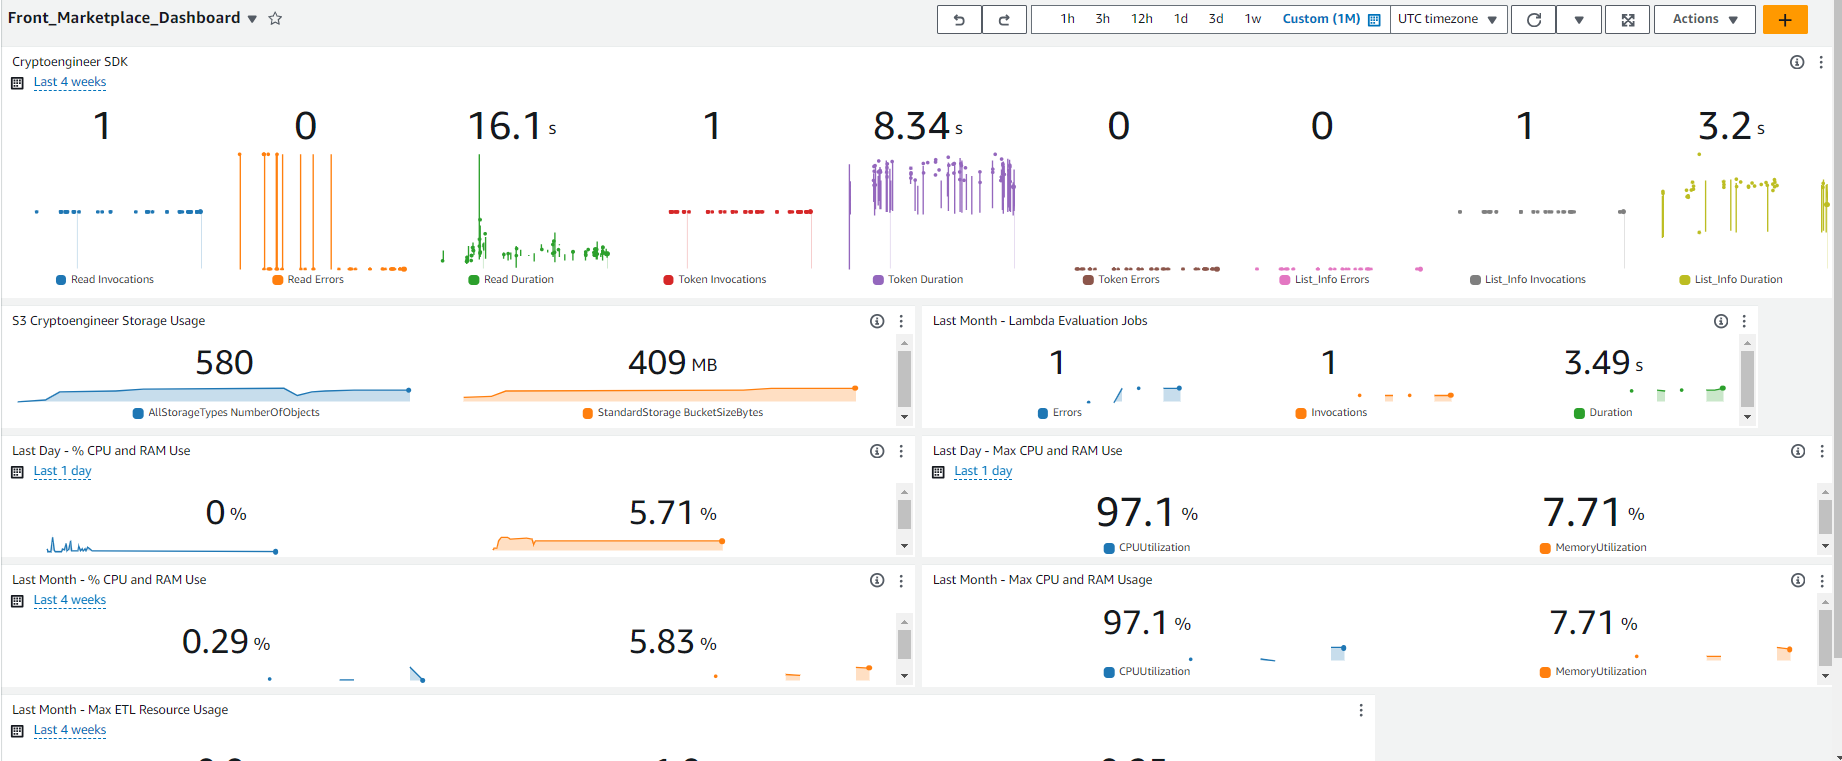 Front_Marketplace_Dashboard
1h 3h 12h 1d 3d 1w Custom (1M) UTC timezone Actions
Cryptoengineer SDK
Last 4 weeks
1 0 16.1 s 1 8.34 s 0 0 1 3.2 s
Read Invocations Read Errors Read Duration Token Invocations Token Duration Token Errors List_Info Errors List_Info Invocations List_Info Duration
S3 Cryptoengineer Storage Usage
580 409 MB
AllStorageTypes NumberOfObjects StandardStorage BucketSizeBytes
Last Month - Lambda Evaluation Jobs
1 1 3.49 s
Errors Invocations Duration
Last Day - % CPU and RAM Use
Last 1 day
0 % 5.71 %
Last Day - Max CPU and RAM Use
Last 1 day
97.1 % 7.71 %
CPUUtilization MemoryUtilization
Last Month - % CPU and RAM Use
Last 4 weeks
0.29 % 5.83 %
Last Month - Max CPU and RAM Usage
97.1 % 7.71 %
CPUUtilization MemoryUtilization
Last Month - Max ETL Resource Usage
Last 4 weeks